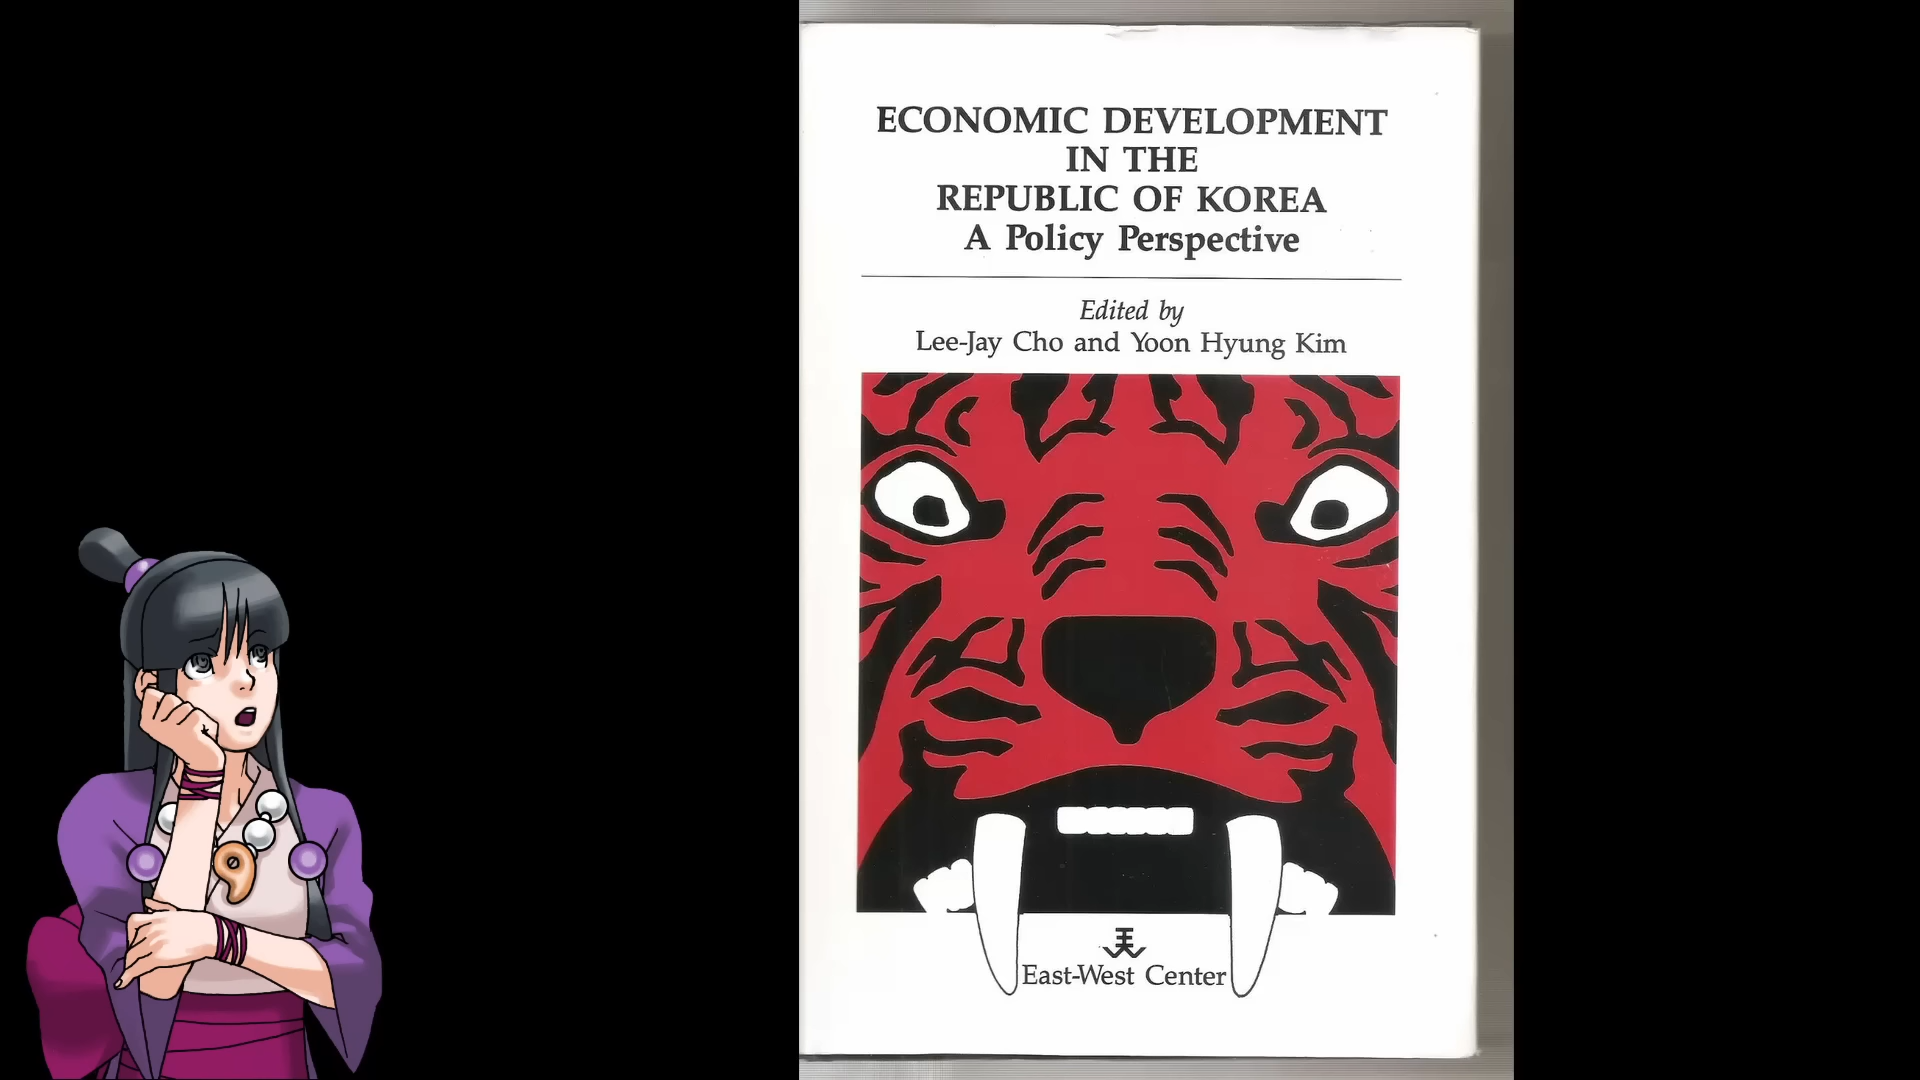 ECONOMIC DEVELOPMENT
IN THE
REPUBLIC OF KOREA
A Policy Perspective
Edited by
Lee-Jay Cho and Yoon Hyung Kim
East-West Center